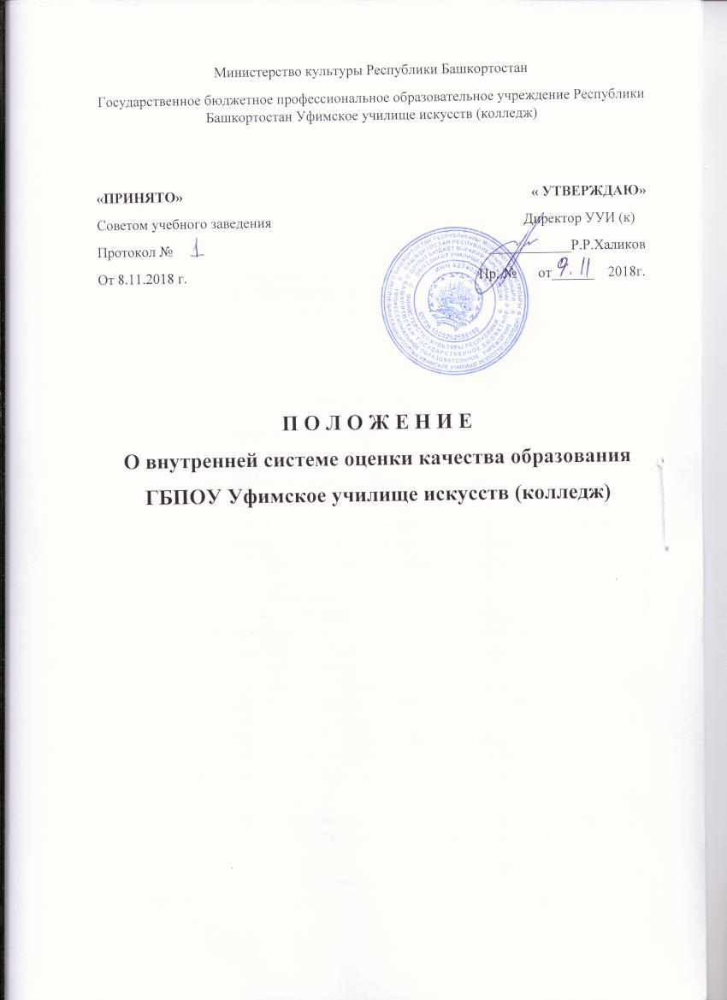 Министерство культуры Республики Башкортостан
Государственное бюджетное профессиональное образовательное учреждение Республики
Башкортостан Уфимское училище искусств (колледж)
«ПРИНЯТО»
Советом учебного заведения
Протокол № 1
От 8.11.2018 г.
« УТВЕРЖДАЮ»
Директор УУИ (к)
Р.Р.Халиков
Пр. № от 9.11 2018г.
П О Л О Ж Е Н И Е
О внутренней системе оценки качества образования
ГБПОУ Уфимское училище искусств (колледж)